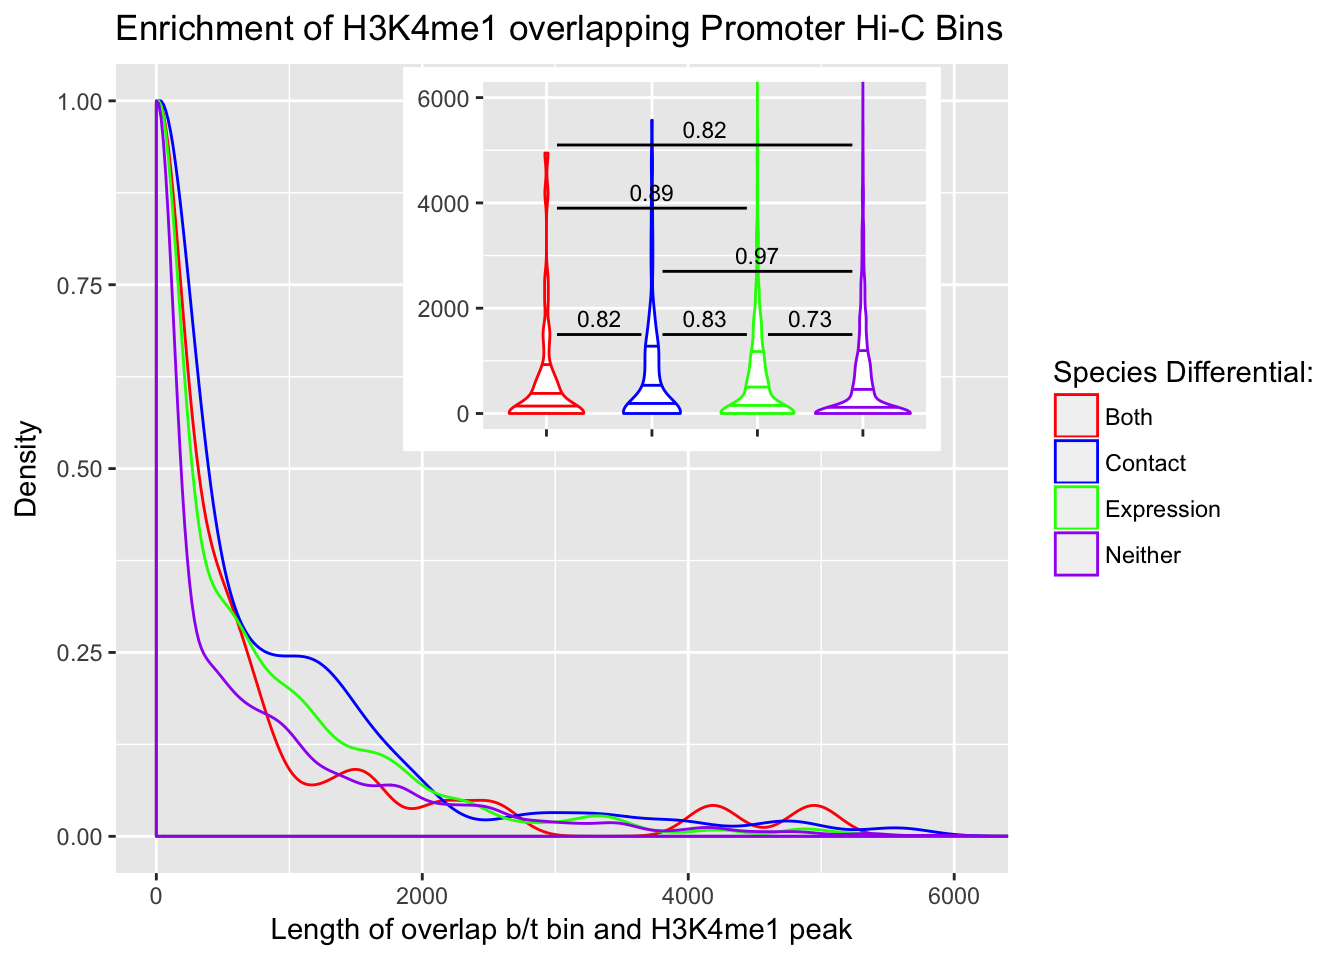 Enrichment of H3K4me1 overlapping Promoter Hi-C Bins
1.00
0.75
0.50
0.25
0.00
Density
0
2000
4000
6000
Length of overlap b/t bin and H3K4me1 peak
6000
4000
2000
0
0.82
0.89
0.97
0.82
0.83
0.73
Species Differential:
Both
Contact
Expression
Neither